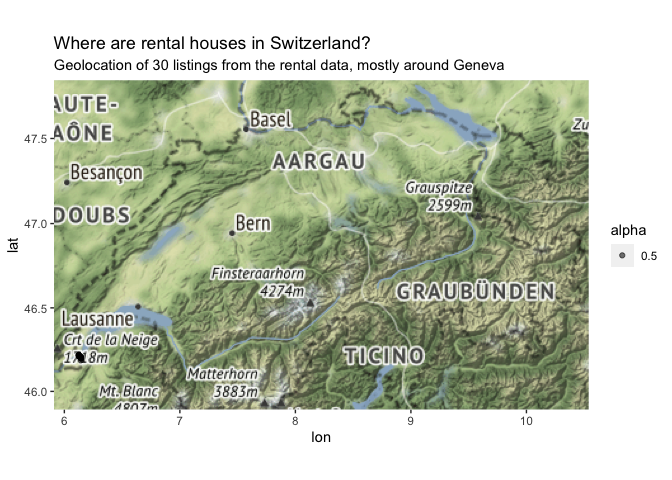 Where are rental houses in Switzerland?
Geolocation of 30 listings from the rental data, mostly around Geneva
AUTE-
AÔNE
Basel
Zu
47.5
AARGAU
Besançon
Grauspitze
2599m
DOUBS
47.0
Bern
lat
alpha
0.5
Finsteraarhorn
4274m
GRAUBÜNDEN
46.5
Lausanne
Crt de la Neige
1718m
TICINO
Matterhorn
3883m
Mt. Blanc
4807m
46.0
6
7
8
9
10
lon